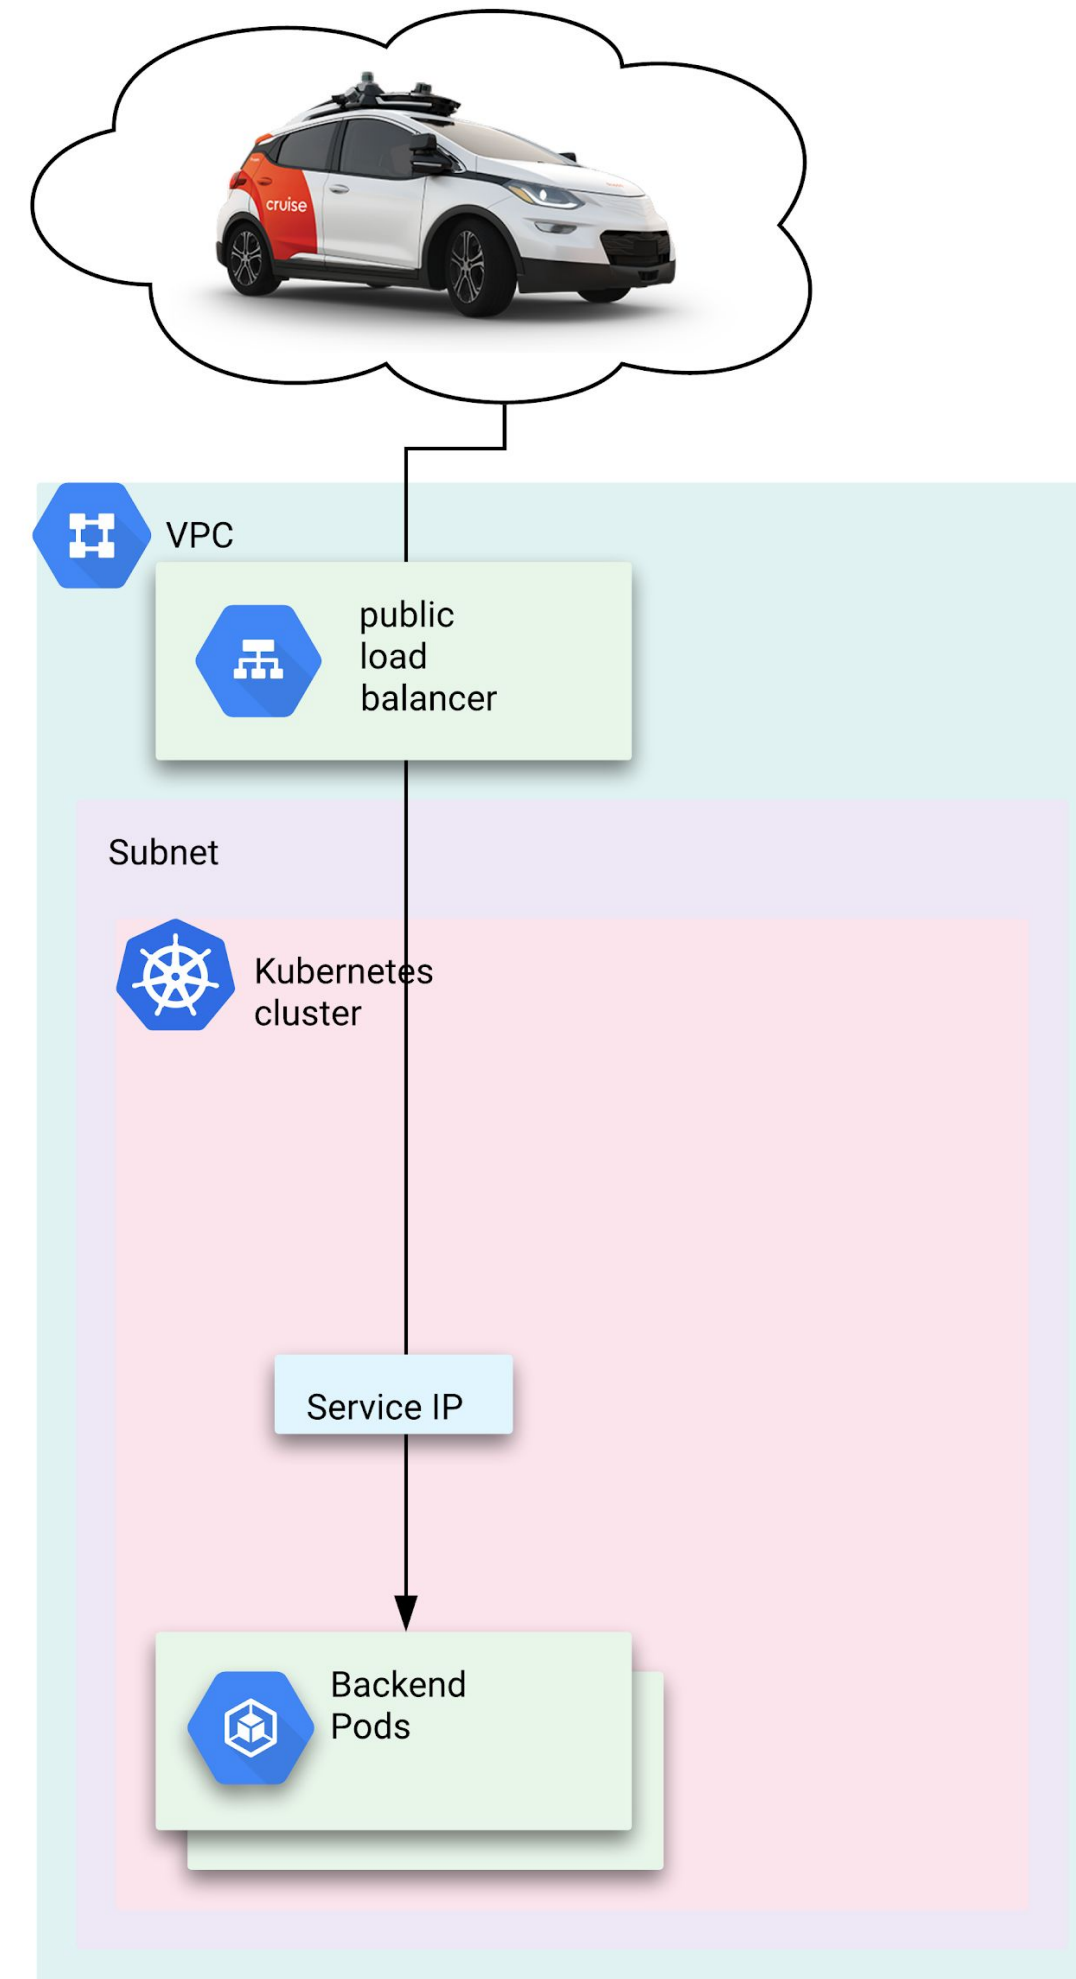 cruise
VPC
public
load
balancer
Subnet
Kubernetes
cluster
Service IP
Backend
Pods